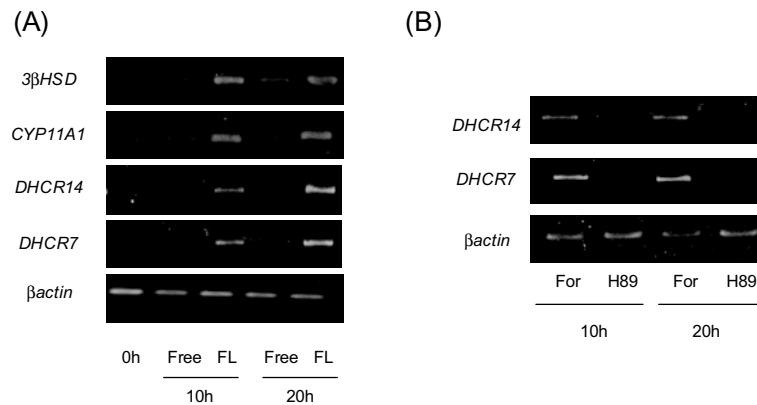 (A)
3βHSD
CYP11A1
DHCR14
DHCR7
βactin
0h Free FL Free FL
10h 20h
(B)
DHCR14
DHCR7
βactin
For H89 For H89
10h 20h